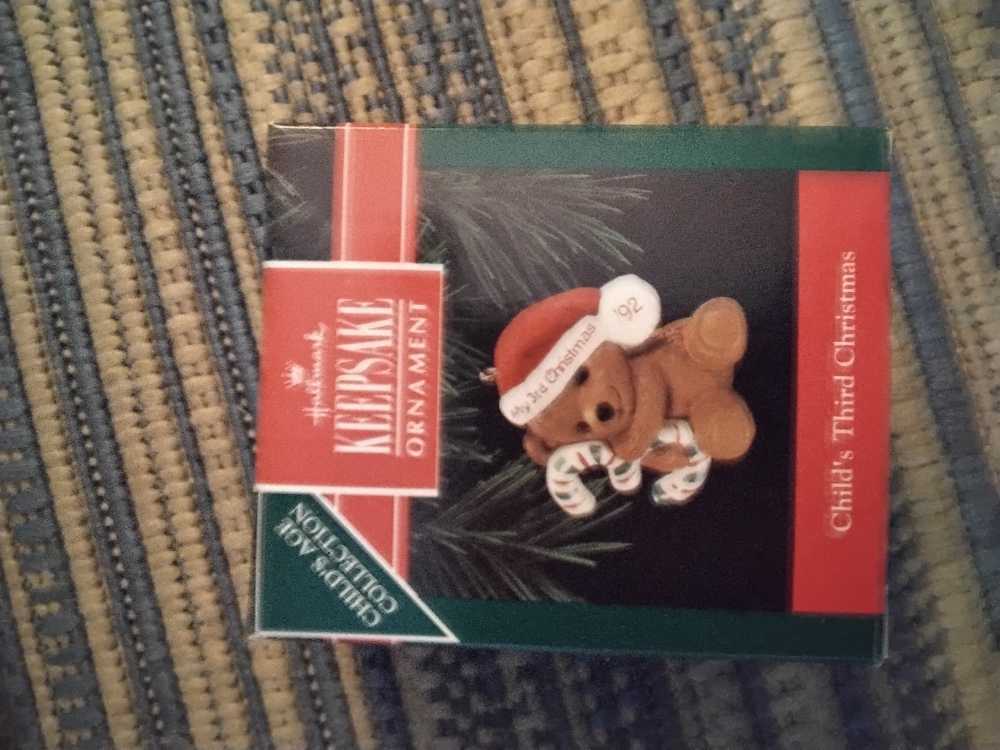 CHILD'S AGE
COLLECTION
Hallmark
KEEPSAKE
ORNAMENT
My 3rd Christmas
'92
Child's Third Christmas